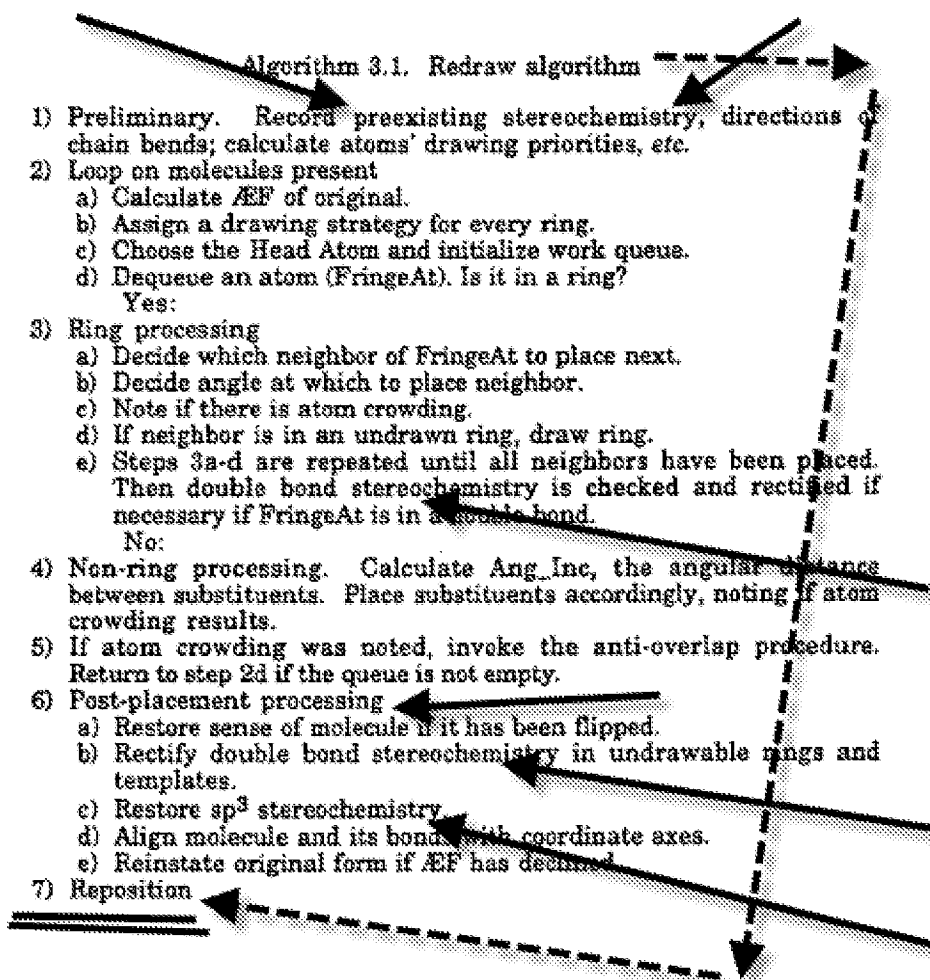 Algorithm 3.1. Redraw algorithm
1) Preliminary. Record preexisting stereochemistry, directions of
chain bends; calculate atoms' drawing priorities, etc.
2) Loop on molecules present
a) Calculate ÆF of original.
b) Assign a drawing strategy for every ring.
c) Choose the Head Atom and initialize work queue.
d) Dequeue an atom (FringeAt). Is it in a ring?
Yes:
3) Ring processing
a) Decide which neighbor of FringeAt to place next.
b) Decide angle at which to place neighbor.
c) Note if there is atom crowding.
d) If neighbor is in an undrawn ring, draw ring.
e) Steps 3a-d are repeated until all neighbors have been placed.
Then double bond stereochemistry is checked and rectified if
necessary if FringeAt is in a double bond.
No:
4) Non-ring processing. Calculate Ang_Inc, the angular distance
between substituents. Place substituents accordingly, noting if atom
crowding results.
5) If atom crowding was noted, invoke the anti-overlap procedure.
Return to step 2d if the queue is not empty.
6) Post-placement processing
a) Restore sense of molecule if it has been flipped.
b) Rectify double bond stereochemistry in undrawable rings and
templates.
c) Restore sp³ stereochemistry
d) Align molecule and its bonds with coordinate axes.
e) Reinstate original form if ÆF has declined.
7) Reposition